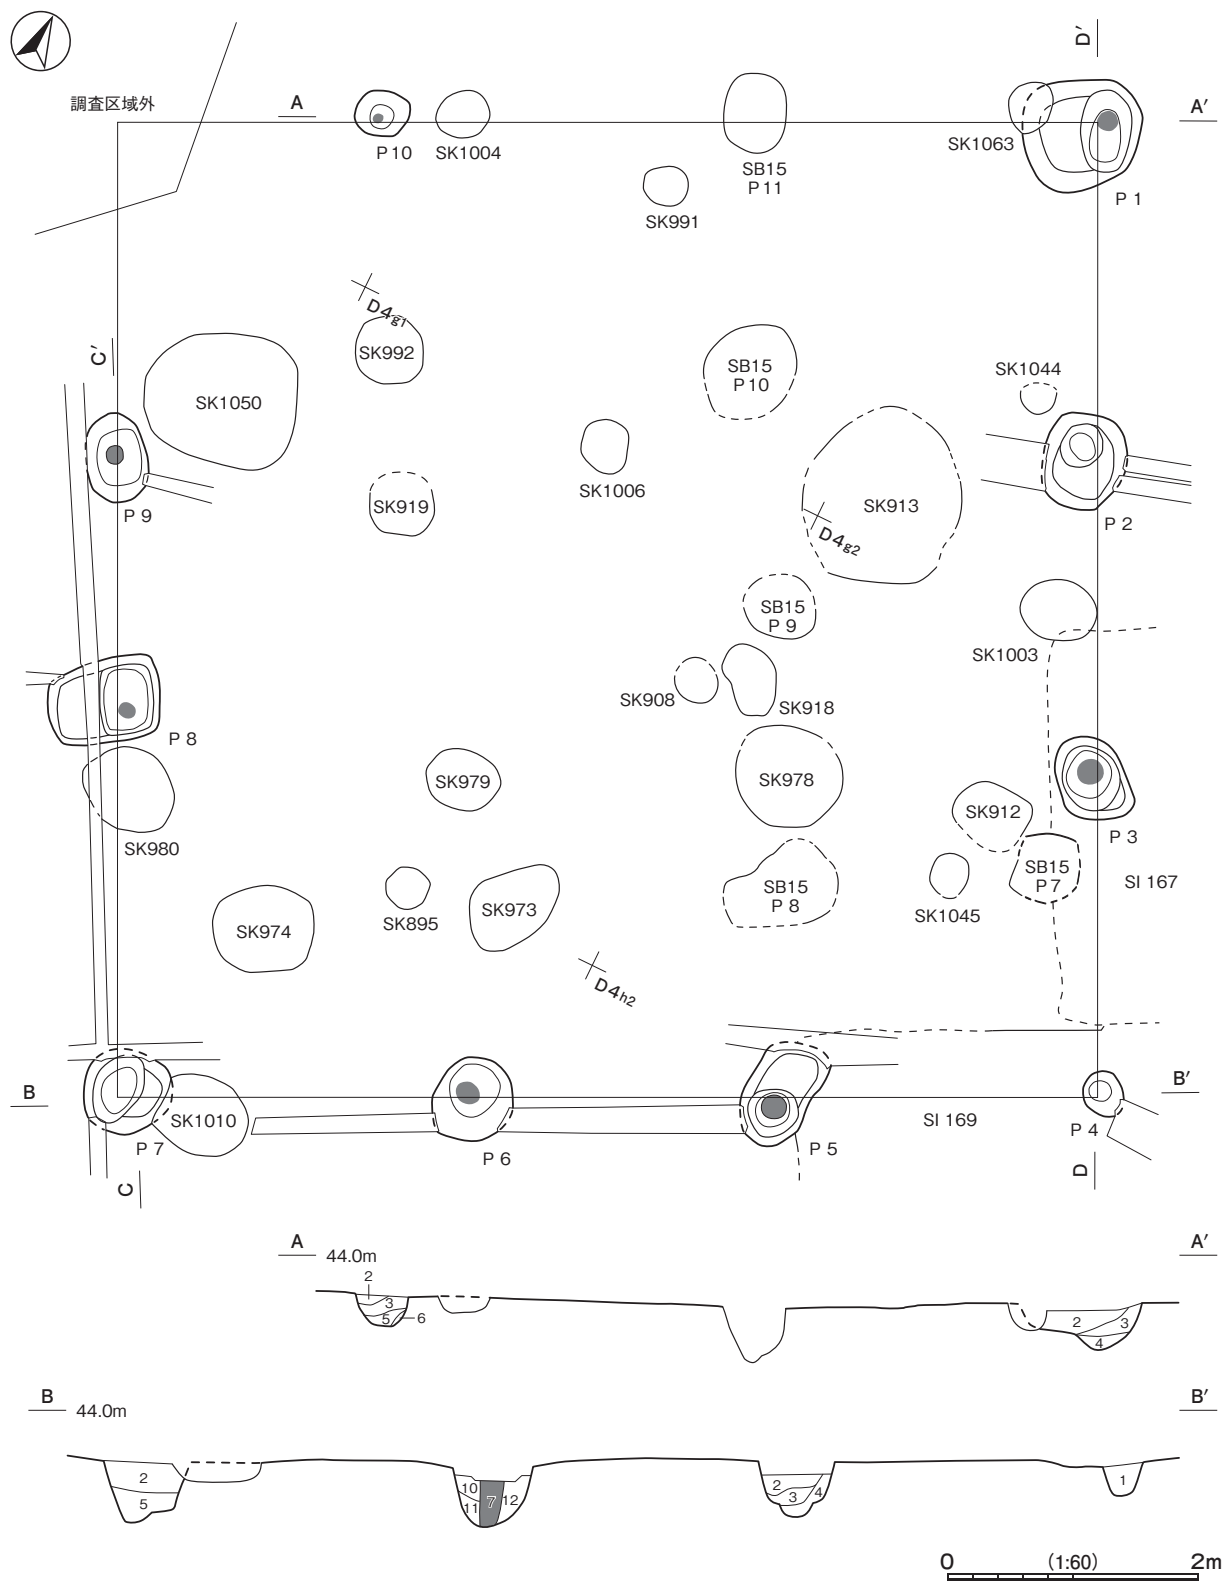 D′
調査区域外
A
A′
P 10
SK1004
SK1063
SB15
P 11
P 1
SK991
D4g1
SK992
C′
SK1050
SB15
P 10
SK1044
SK1006
SK919
SK913
P 9
D4g2
P 2
SB15
P 9
SK1003
SK908
SK918
P 8
SK979
SK978
SK912
P 3
SK980
SB15
P 7
SI 167
SB15
P 8
SK1045
SK895
SK973
SK974
D4h2
B
B′
SK1010
SI 169
P 4
P 7
P 6
P 5
C
D
A
44.0m
A′
2
3
5
6
2
3
4
B
44.0m
B′
2
5
10
11
7
12
2
3
4
1
0
(1:60)
2m